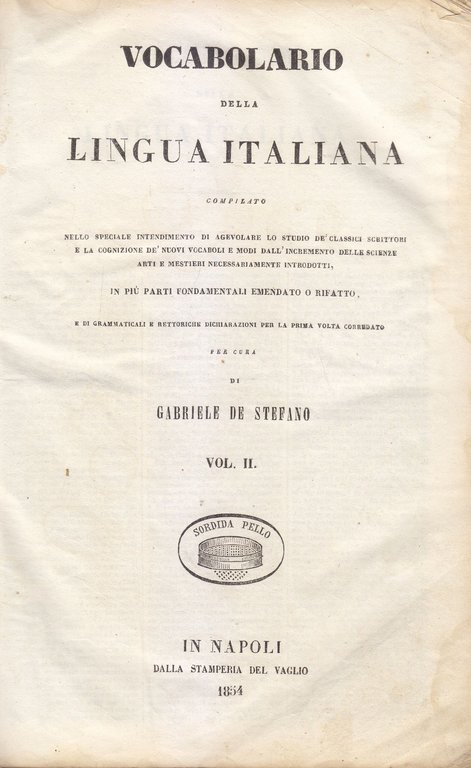 VOCABOLARIO
DELLA
LINGUA ITALIANA
COMPILATO
NELLO SPECIALE INTENDIMENTO DI AGEVOLARE LO STUDIO DE' CLASSICI SCRITTORI
E LA COGNIZIONE DE' NUOVI VOCABOLI E MODI DALL' INCREMENTO DELLE SCIENZE
ARTI E MESTIERI NECESSARIAMENTE INTRODOTTI,
IN PIÙ PARTI FONDAMENTALI EMENDATO O RIFATTO,
E DI GRAMMATICALI E RETTORICHE DICHIARAZIONI PER LA PRIMA VOLTA CORREDATO
PER CURA
DI
GABRIELE DE STEFANO
VOL. II.
SORDIDA PELLO
IN NAPOLI
DALLA STAMPERIA DEL VAGLIO
1854